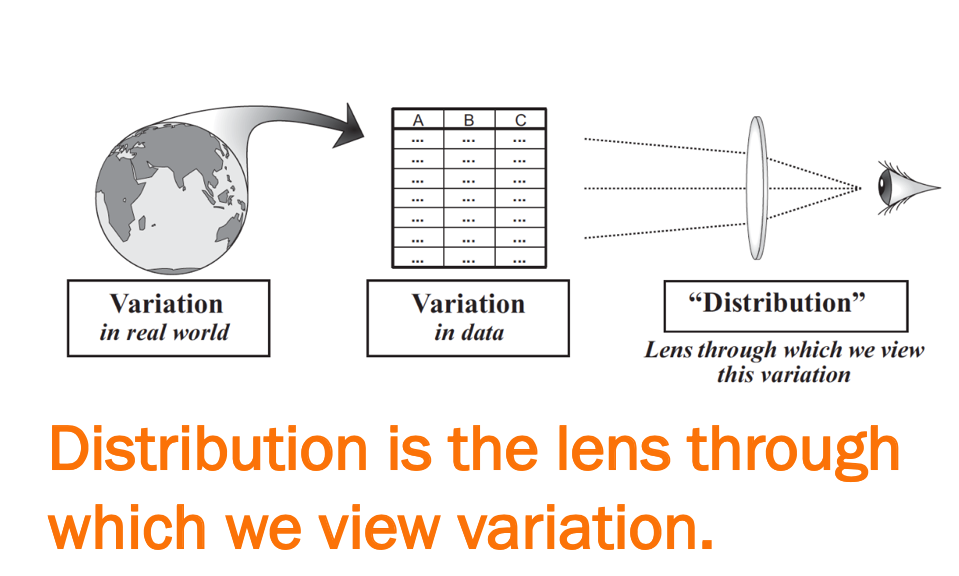 A B C
... ... ...
... ... ...
... ... ...
... ... ...
... ... ...
... ... ...
... ... ...
Variation
in real world
Variation
in data
“Distribution”
Lens through which we view
this variation
Distribution is the lens through
which we view variation.